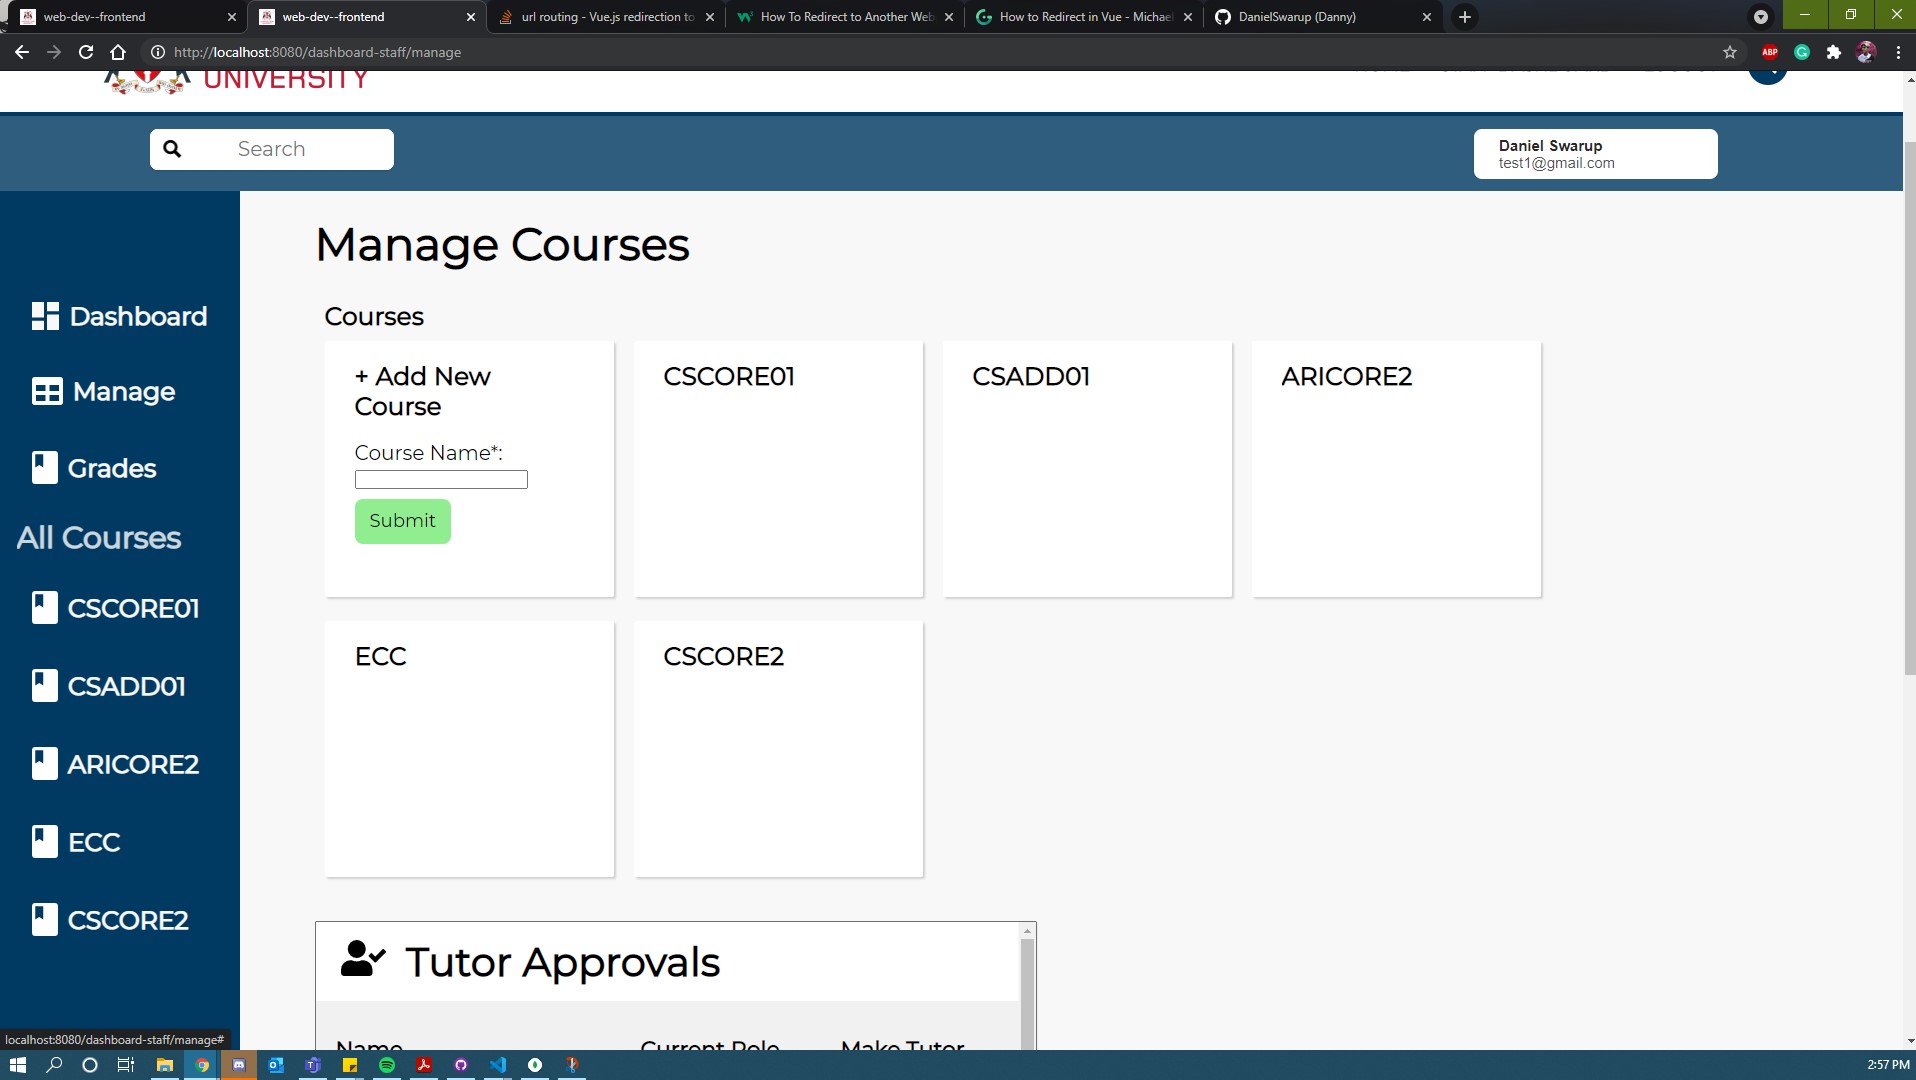 web-dev--frontend
web-dev--frontend
url routing - Vue.js redirection to
How To Redirect to Another Web
How to Redirect in Vue - Michael
DanielSwarup (Danny)
http://localhost:8080/dashboard-staff/manage
ABP
UNIVERSITY
Search
Daniel Swarup
test1@gmail.com
Dashboard
Manage
Grades
All Courses
CSCORE01
CSADD01
ARICORE2
ECC
CSCORE2
Manage Courses
Courses
+ Add New
Course
Course Name*:
Submit
CSCORE01
CSADD01
ARICORE2
ECC
CSCORE2
Tutor Approvals
Name
Current Role
Make Tutor
localhost:8080/dashboard-staff/manage#
2:57 PM